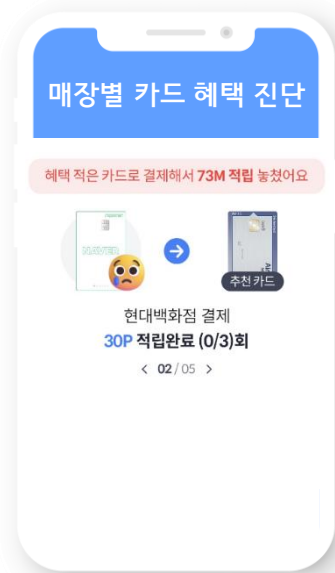 매장별 카드 혜택 진단
혜택 적은 카드로 결제해서 73M 적립 놓쳤어요
NAVER
추천 카드
현대백화점 결제
30P 적립완료 (0/3)회
< 02 / 05 >